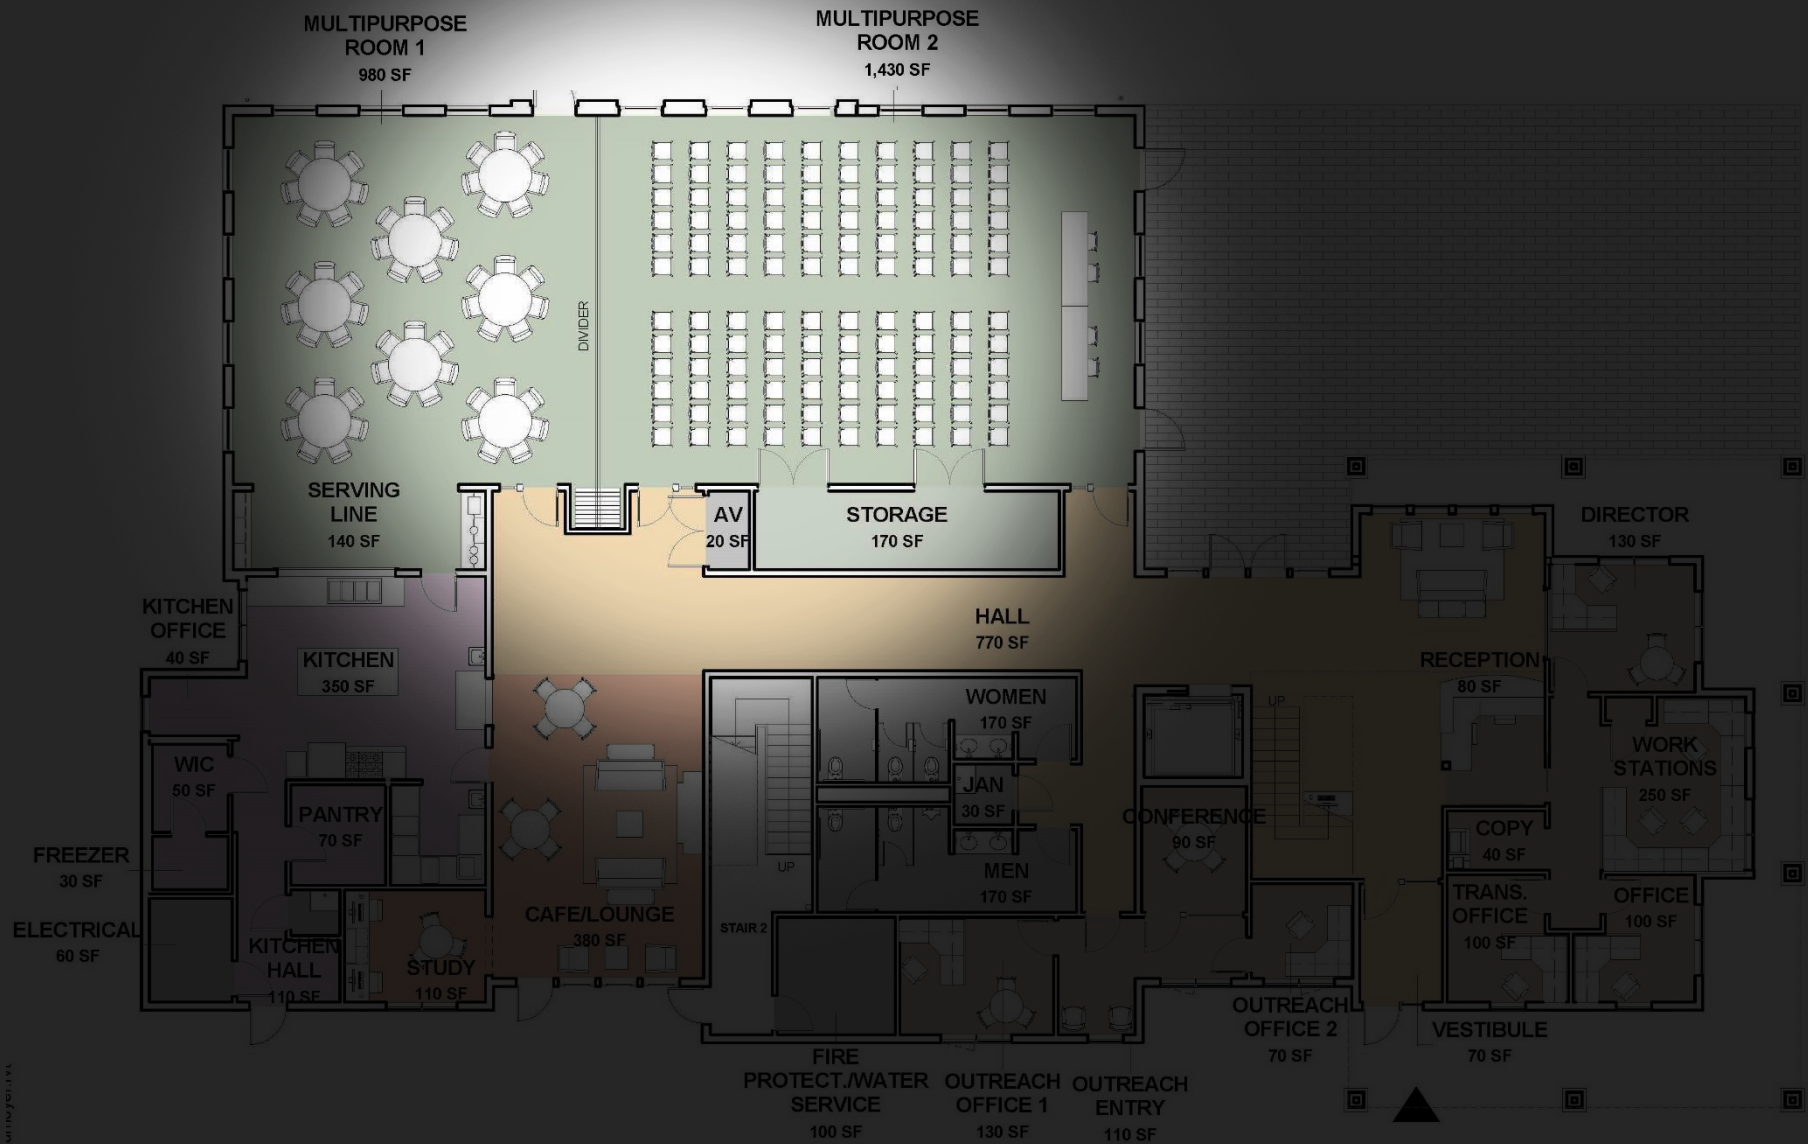 MULTIPURPOSE
ROOM 1
980 SF
MULTIPURPOSE
ROOM 2
1,430 SF
DIVIDER
SERVING
LINE
140 SF
AV
20 SF
STORAGE
170 SF
DIRECTOR
130 SF
KITCHEN
OFFICE
40 SF
KITCHEN
350 SF
HALL
770 SF
RECEPTION
80 SF
WOMEN
170 SF
UP
WORK
STATIONS
250 SF
WIC
50 SF
JAN
30 SF
PANTRY
70 SF
CONFERENCE
90 SF
COPY
40 SF
FREEZER
30 SF
UP
MEN
170 SF
TRANS.
OFFICE
100 SF
OFFICE
100 SF
ELECTRICAL
60 SF
CAFE/LOUNGE
380 SF
STAIR 2
KITCHEN
HALL
110 SF
STUDY
110 SF
OUTREACH
OFFICE 2
70 SF
VESTIBULE
70 SF
FIRE
PROTECT./WATER
SERVICE
100 SF
OUTREACH
OFFICE 1
130 SF
OUTREACH
ENTRY
110 SF